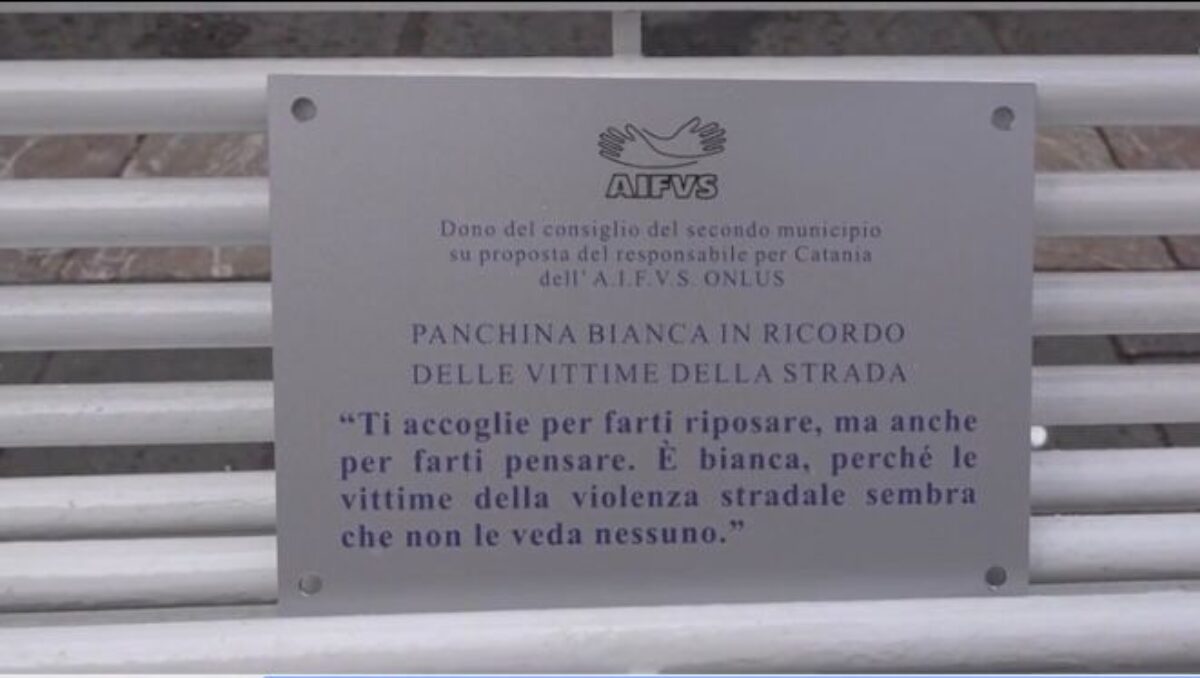 AIFVS
Dono del consiglio del secondo municipio
su proposta del responsabile per Catania
dell' A.I.F.V.S. ONLUS
PANCHINA BIANCA IN RICORDO
DELLE VITTIME DELLA STRADA
“Ti accoglie per farti riposare, ma anche
per farti pensare. È bianca, perché le
vittime della violenza stradale sembra
che non le veda nessuno.”